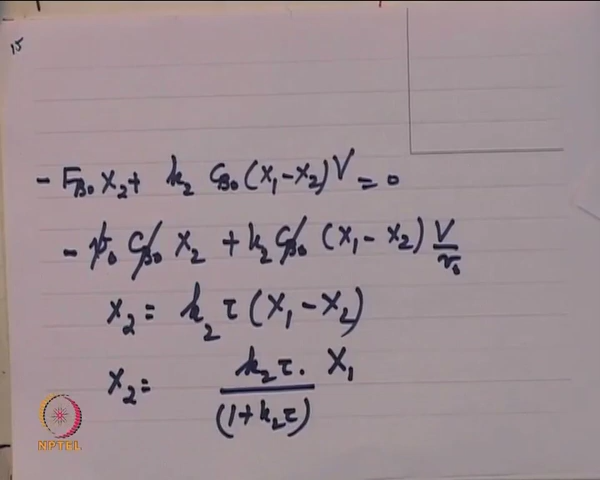 15
- F_B0 X_2 + k_2 C_B0 (X_1 - X_2) V = 0
- v_0 C_B0 X_2 + k_2 C_B0 (X_1 - X_2) V/v_0
X_2 = k_2 τ (X_1 - X_2)
X_2 = k_2 τ . X_1 / (1 + k_2 τ)
NPTEL